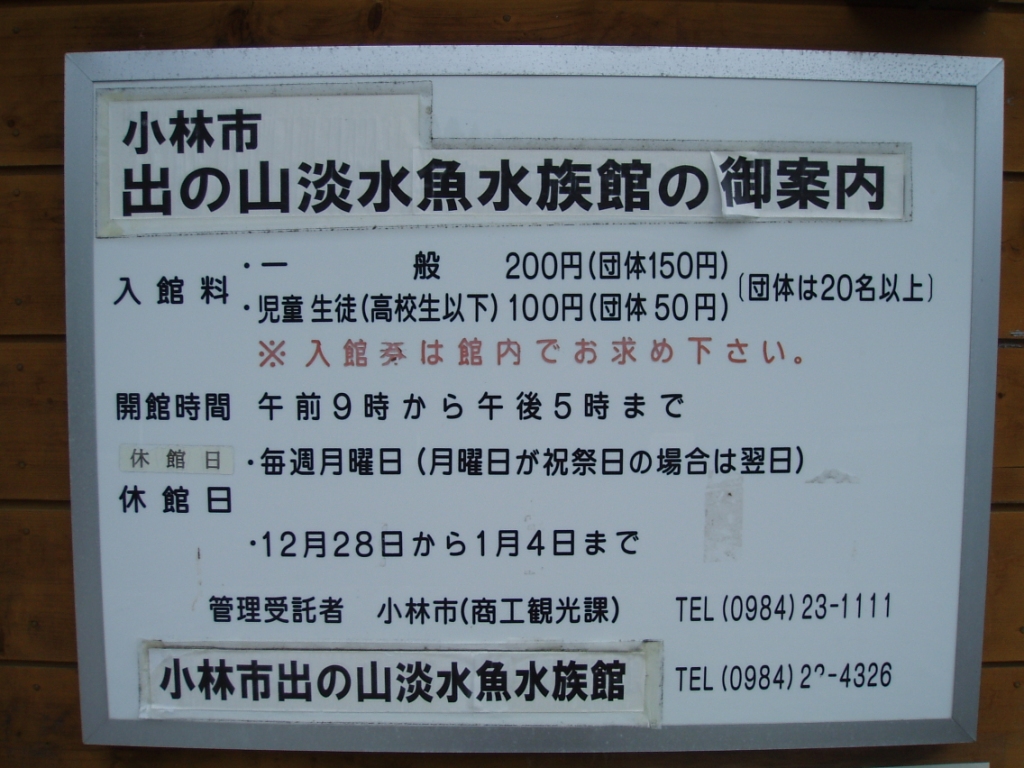 小林市
出の山淡水魚水族館の御案内
入館料 ・一 般 200円(団体150円)
・児童生徒(高校生以下)100円(団体50円)
(団体は20名以上)
※入館券は館内でお求め下さい。
開館時間 午前9時から午後5時まで
休館日 ・毎週月曜日(月曜日が祝祭日の場合は翌日)
休館日
・12月28日から1月4日まで
管理受託者 小林市(商工観光課) TEL(0984)23-1111
小林市出の山淡水魚水族館 TEL(0984)